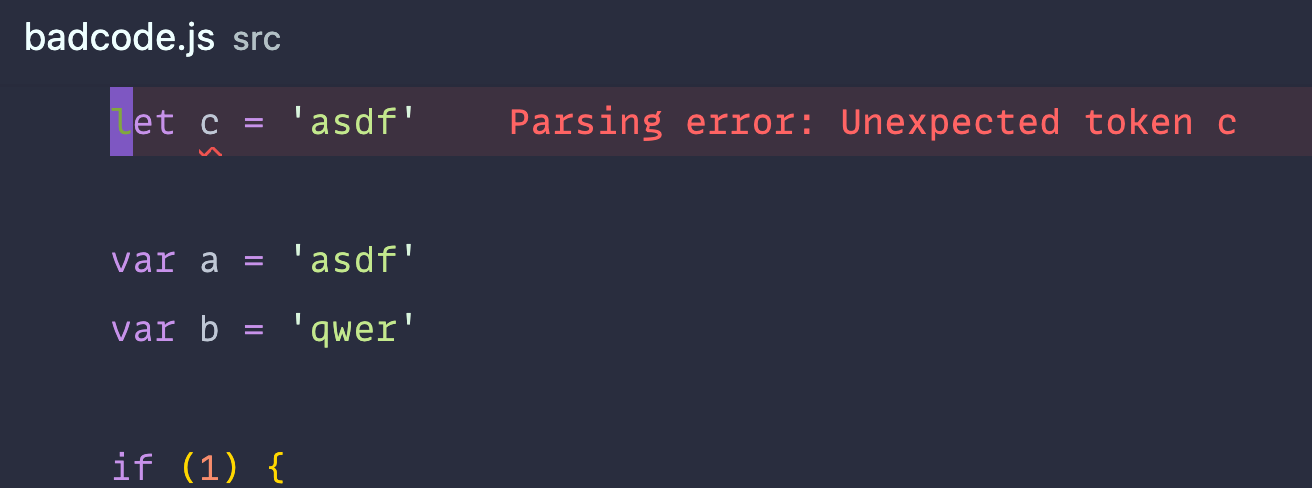 badcode.js src
let c = 'asdf' Parsing error: Unexpected token c
var a = 'asdf'
var b = 'qwer'
if (1) {